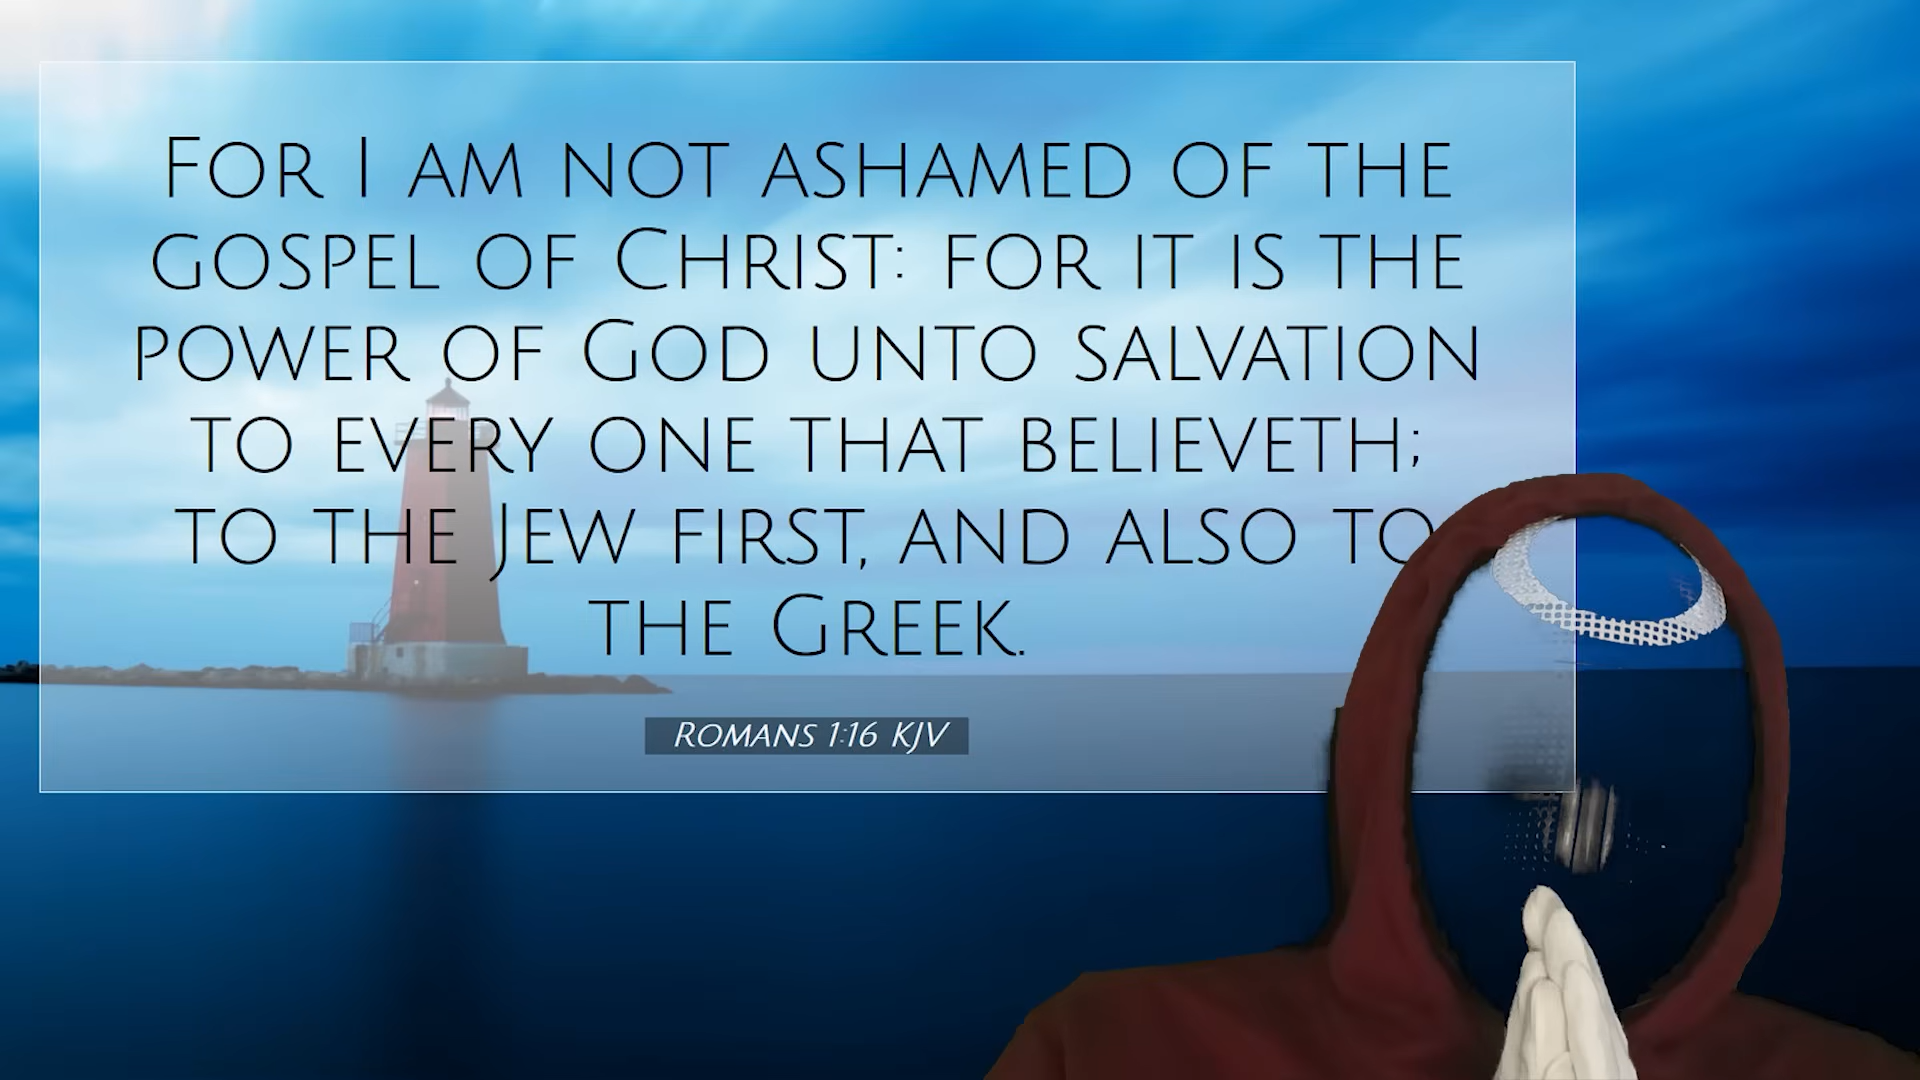 For I am not ashamed of the
gospel of Christ: for it is the
power of God unto salvation
to every one that believeth;
to the Jew first, and also to
the Greek.
Romans 1:16 KJV